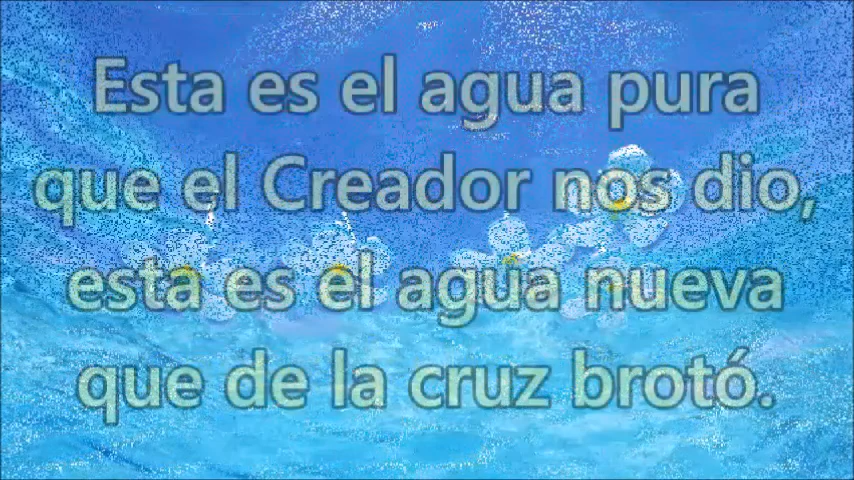 Esta es el agua pura
que el Creador nos dio,
esta es el agua nueva
que de la cruz brotó.